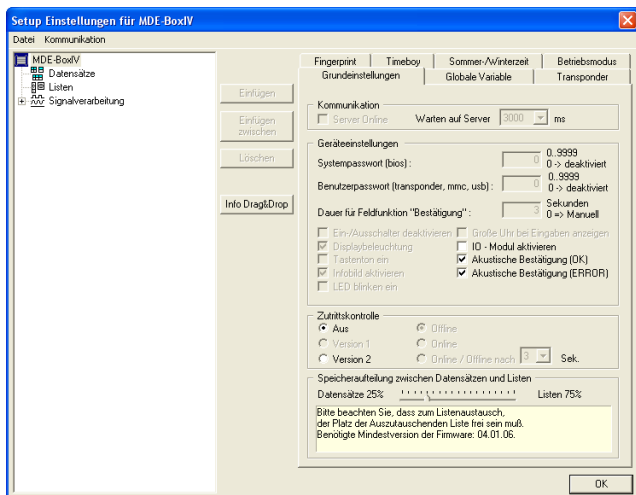 Setup Einstellungen für MDE-BoxIV
Datei Kommunikation
MDE-BoxIV
Datensätze
Listen
Signalverarbeitung
Einfügen
Einfügen
zwischen
Löschen
Info Drag&Drop
Fingerprint Timeboy Sommer-/Winterzeit Betriebsmodus
Grundeinstellungen Globale Variable Transponder
Kommunikation
Server Online Warten auf Server 3000 ms
Geräteeinstellungen
Systempasswort (bios) : 0 0..9999
0 -> deaktiviert
Benutzerpasswort (transponder, mmc, usb) : 0 0..9999
0 -> deaktiviert
Dauer für Feldfunktion "Bestätigung" : 3 Sekunden
0 => Manuell
Ein-/Ausschalter deaktivieren Große Uhr bei Eingaben anzeigen
Displaybeleuchtung IO - Modul aktivieren
Tastenton ein Akustische Bestätigung (OK)
Infobild aktivieren Akustische Bestätigung (ERROR)
LED blinken ein
Zutrittskontrolle
Aus Offline
Version 1 Online
Version 2 Online / Offline nach 3 Sek.
Speicheraufteilung zwischen Datensätzen und Listen
Datensätze 25% Listen 75%
Bitte beachten Sie, dass zum Listenaustausch,
der Platz der Auszutauschenden Liste frei sein muß.
Benötigte Mindestversion der Firmware: 04.01.06.
OK